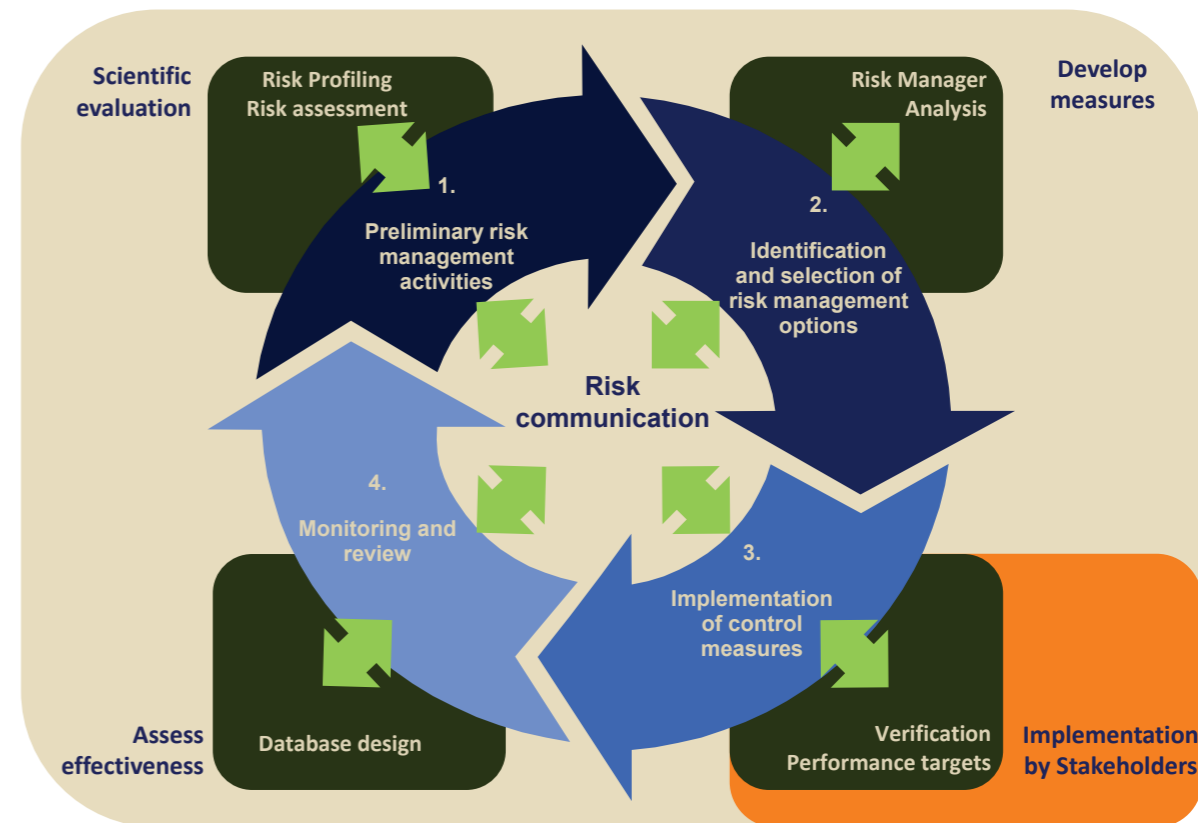 Scientific
evaluation
Risk Profiling
Risk assessment
Risk Manager
Analysis
Develop
measures
1.
Preliminary risk
management
activities
2.
Identification
and selection of
risk management
options
Risk
communication
4.
Monitoring and
review
3.
Implementation
of control
measures
Assess
effectiveness
Database design
Verification
Performance targets
Implementation
by Stakeholders